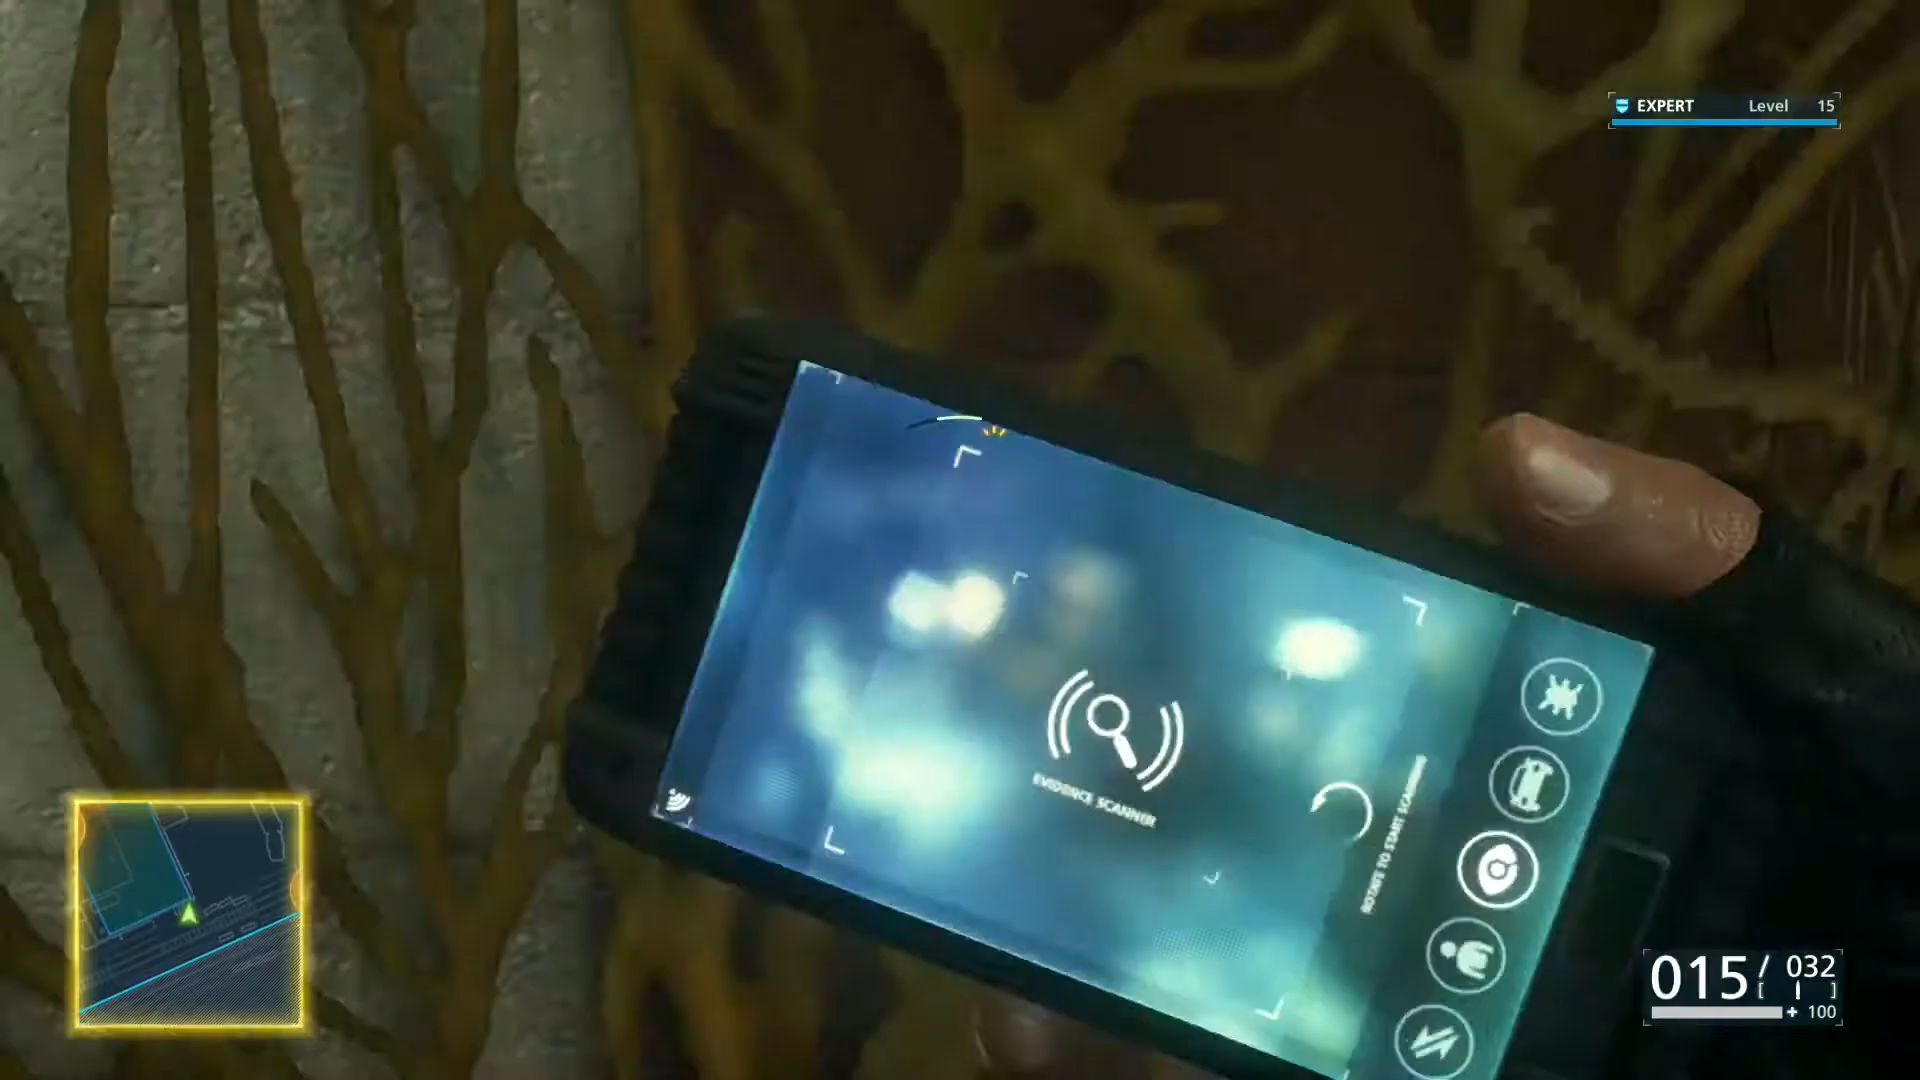 EXPERT Level 15
EVIDENCE SCANNER
ROTATE TO START SCANNING
015 / 032
+ 100